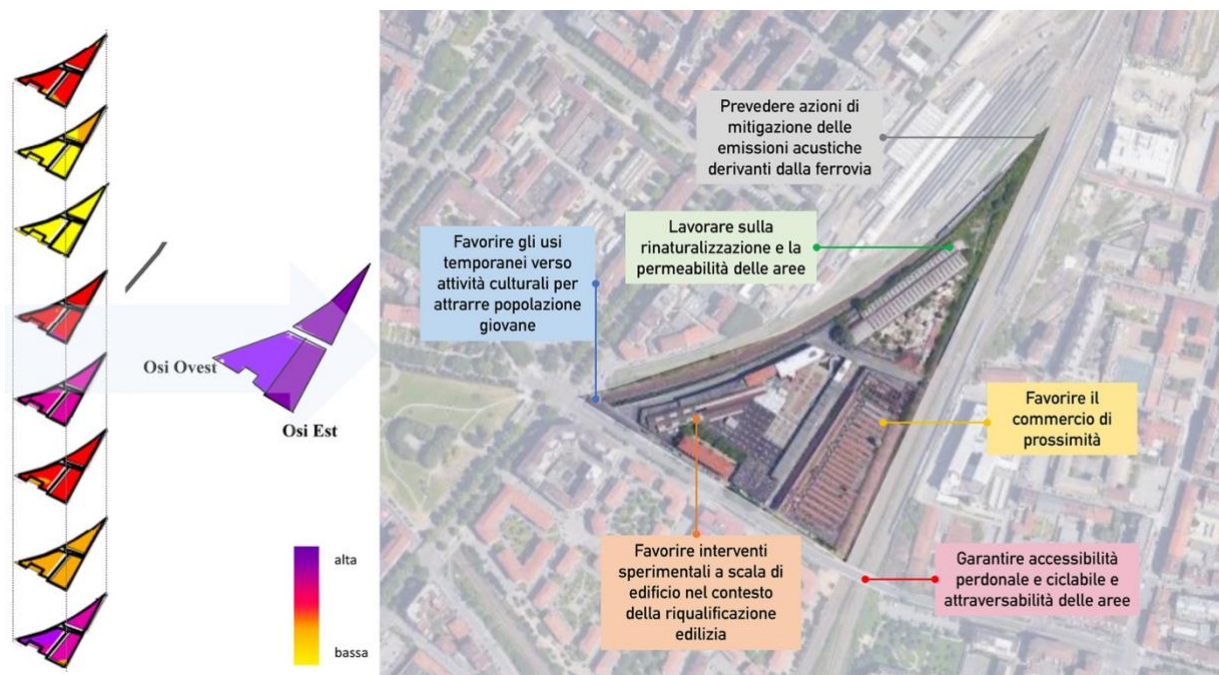 Osi Ovest
Osi Est
alta
bassa
Prevedere azioni di
mitigazione delle
emissioni acustiche
derivanti dalla ferrovia
Lavorare sulla
rinaturalizzazione e la
permeabilità delle aree
Favorire gli usi
temporanei verso
attività culturali per
attrarre popolazione
giovane
Favorire il
commercio di
prossimità
Favorire interventi
sperimentali a scala di
edificio nel contesto
della riqualificazione
edilizia
Garantire accessibilità
perdonale e ciclabile e
attraversabilità delle aree